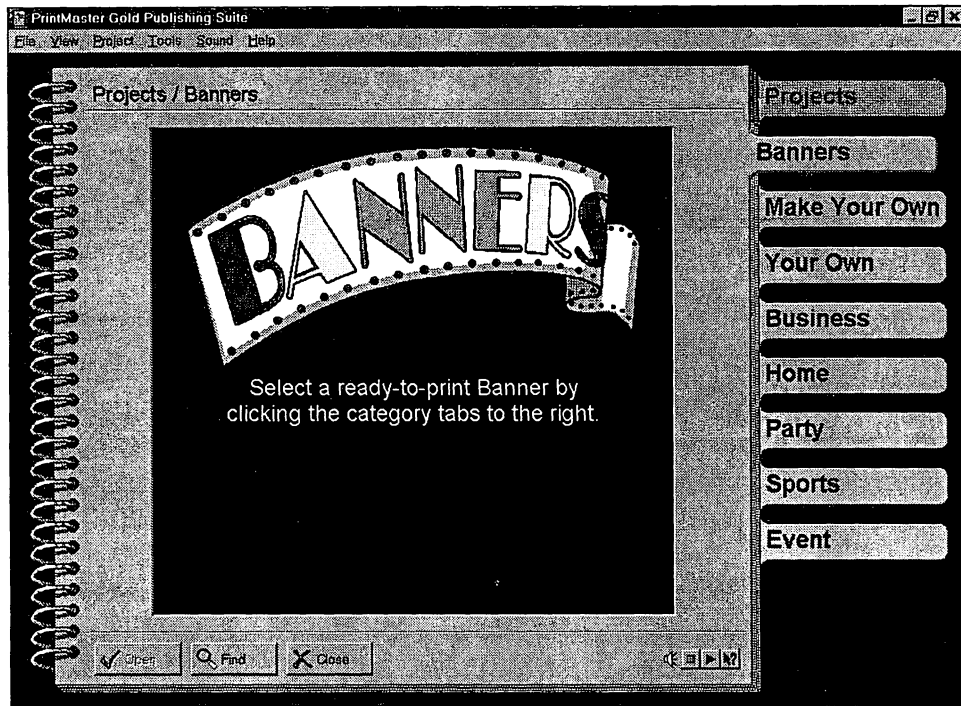 PrintMaster Gold Publishing Suite
File View Project Tools Sound Help
Projects / Banners
BANNERS
Select a ready-to-print Banner by
clicking the category tabs to the right.
Projects
Banners
Make Your Own
Your Own
Business
Home
Party
Sports
Event
Open Find Close